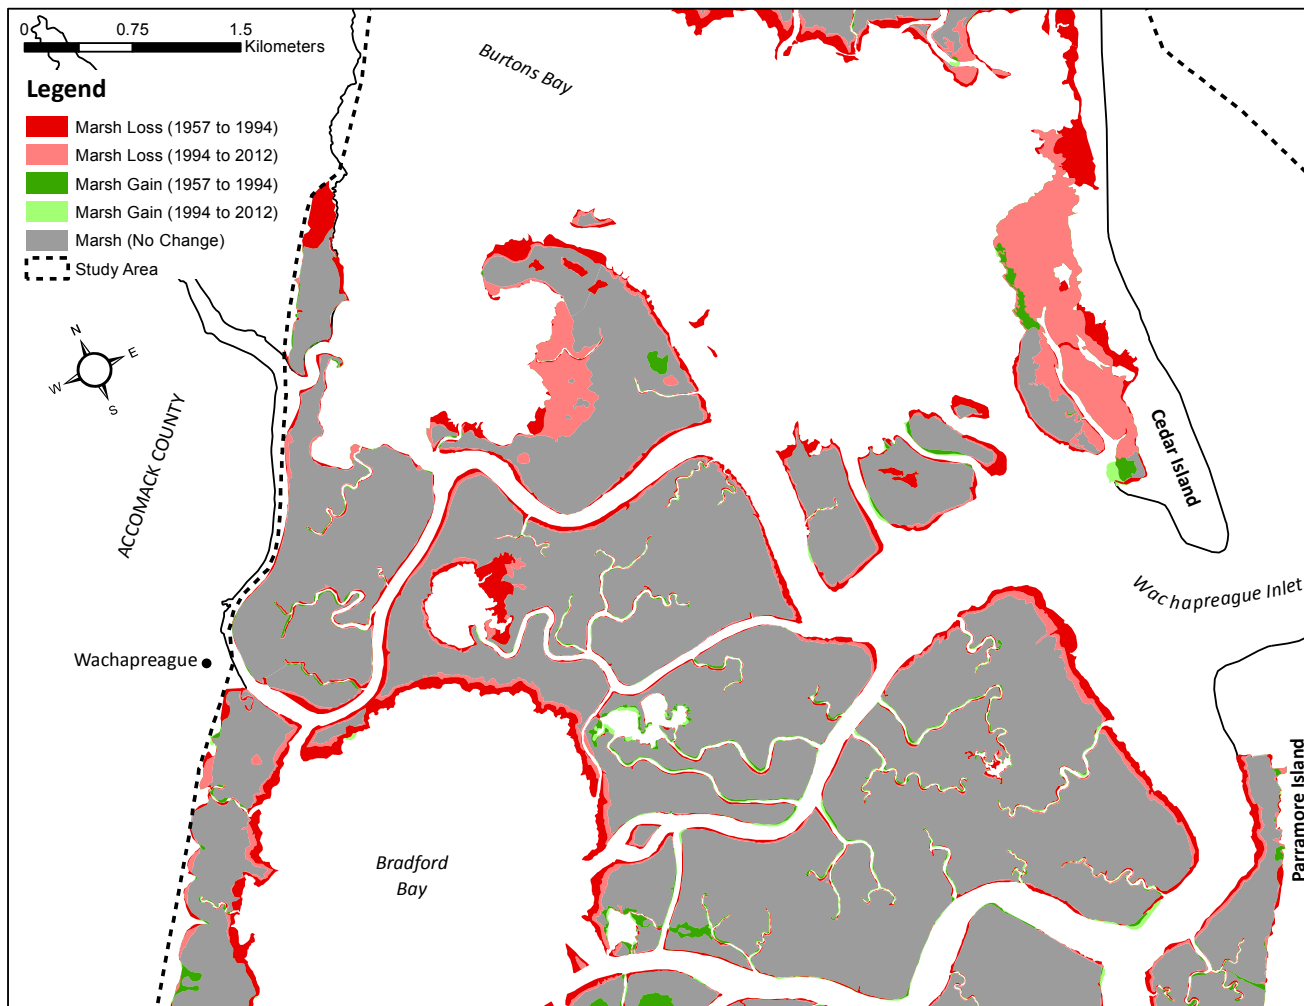 0 0.75 1.5
Kilometers
Legend
Marsh Loss (1957 to 1994)
Marsh Loss (1994 to 2012)
Marsh Gain (1957 to 1994)
Marsh Gain (1994 to 2012)
Marsh (No Change)
Study Area
N
E
W
S
Burtons Bay
ACCOMACK COUNTY
Cedar Island
Wachapreague Inlet
Wachapreague
Parramore Island
Bradford
Bay